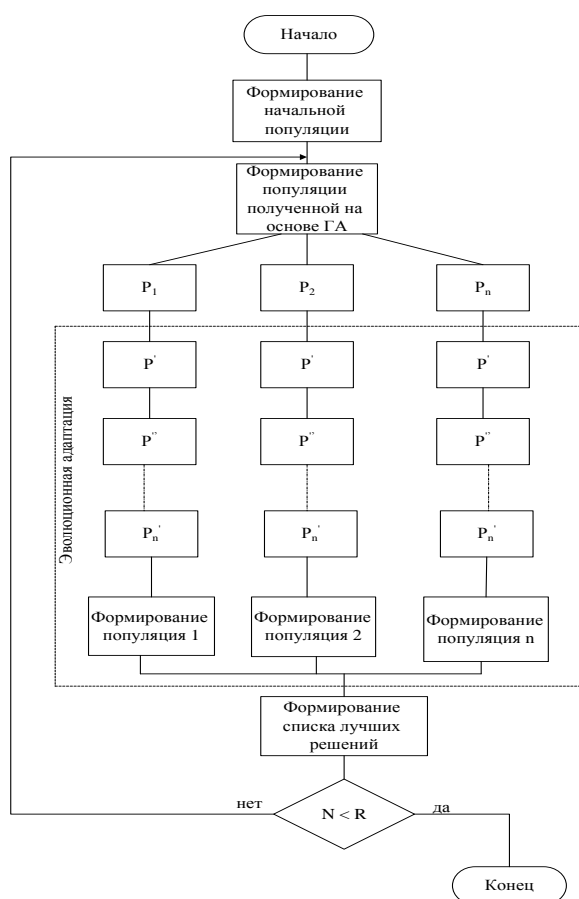 Начало
Формирование
начальной
популяции
Формирование
популяции
полученной на
основе ГА
P₁
P₂
Pₙ
Эволюционная адаптация
P'
P'
P'
P''
P''
P''
Pₙ'
Pₙ'
Pₙ'
Формирование
популяция 1
Формирование
популяция 2
Формирование
популяция n
Формирование
списка лучших
решений
нет
N < R
да
Конец